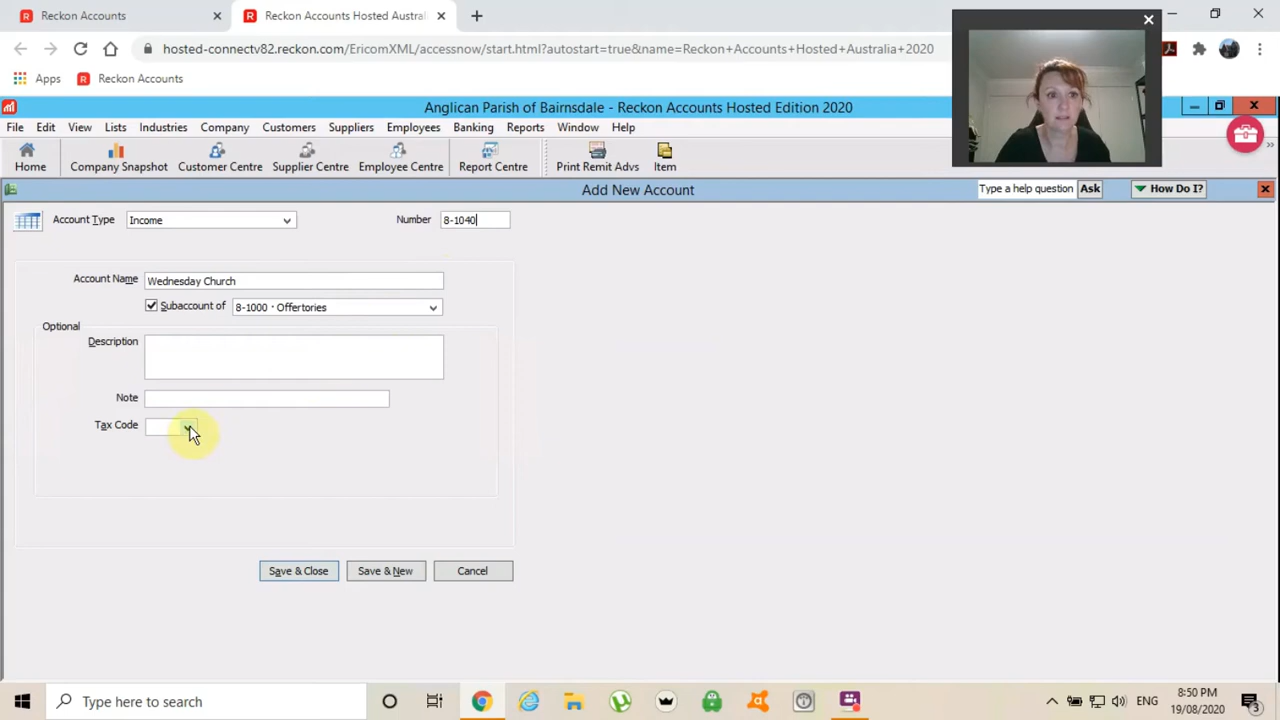 Reckon Accounts
Reckon Accounts Hosted Austral
hosted-connectv82.reckon.com/EricomXML/accessnow/start.html?autostart=true&name=Reckon+Accounts+Hosted+Australia+2020
Apps
Reckon Accounts
Anglican Parish of Bairnsdale - Reckon Accounts Hosted Edition 2020
File Edit View Lists Industries Company Customers Suppliers Employees Banking Reports Window Help
Home Company Snapshot Customer Centre Supplier Centre Employee Centre Report Centre Print Remit Advs Item
Add New Account
Type a help question Ask How Do I?
Account Type Income Number 8-1040
Account Name Wednesday Church
Subaccount of 8-1000 · Offertories
Optional
Description
Note
Tax Code
Save & Close Save & New Cancel
Type here to search
ENG
8:50 PM
19/08/2020
3